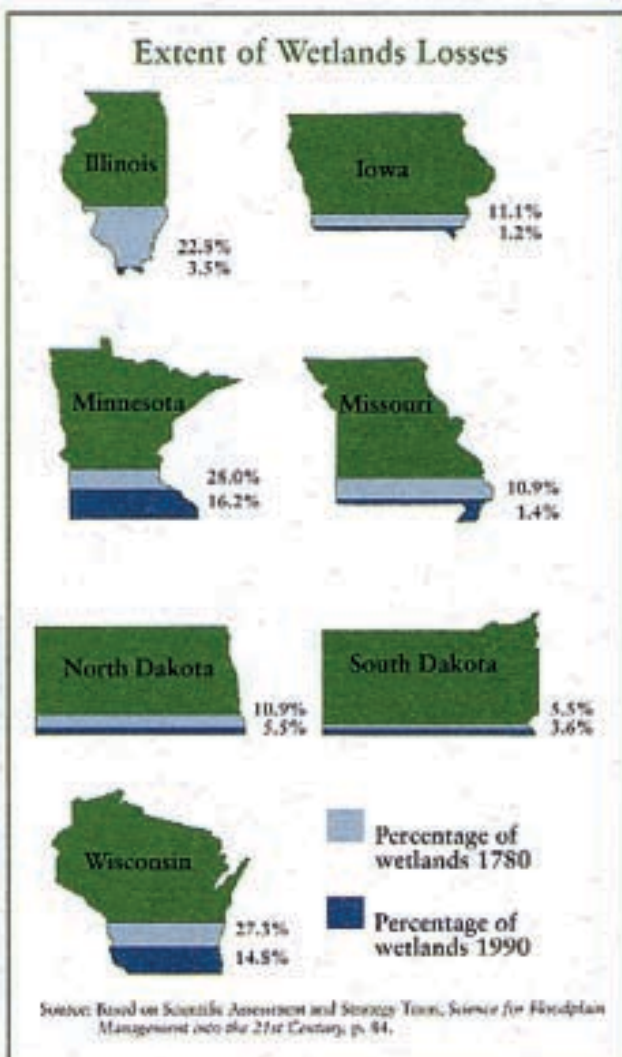 Extent of Wetlands Losses
Illinois
22.8%
3.5%
Iowa
11.1%
1.2%
Minnesota
28.0%
16.2%
Missouri
10.9%
1.4%
North Dakota
10.9%
5.5%
South Dakota
5.5%
3.6%
Wisconsin
27.3%
14.8%
Percentage of
wetlands 1780
Percentage of
wetlands 1990
Source: Based on Scientific Assessment and Strategy Team, Science for Floodplain
Management into the 21st Century, p. 84.